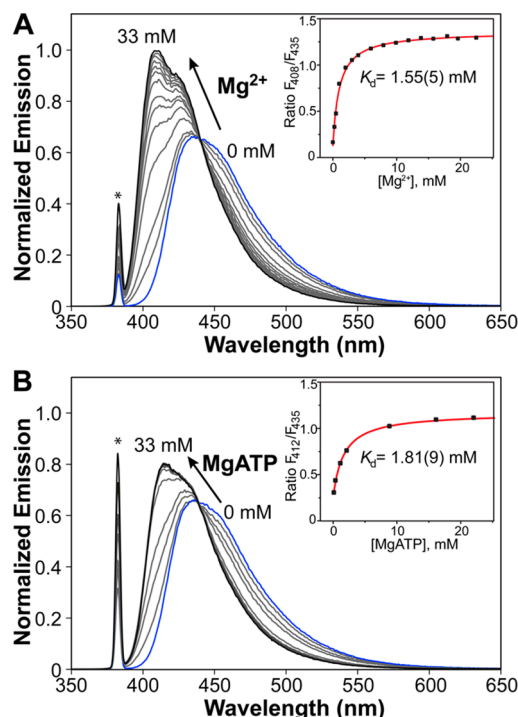 A
33 mM
Mg²⁺
0 mM
*
Normalized Emission
1.0
0.8
0.6
0.4
0.2
0
350 400 450 500 550 600 650
Wavelength (nm)
Ratio F₄₀₈/F₄₃₅
1.5
1.0
0.5
0
Kd= 1.55(5) mM
0 10 20
[Mg²⁺], mM
B
33 mM
MgATP
0 mM
*
Normalized Emission
1.0
0.8
0.6
0.4
0.2
0
350 400 450 500 550 600 650
Wavelength (nm)
Ratio F₄₁₂/F₄₃₅
1.5
1.0
0.5
0
Kd= 1.81(9) mM
0 10 20
[MgATP], mM